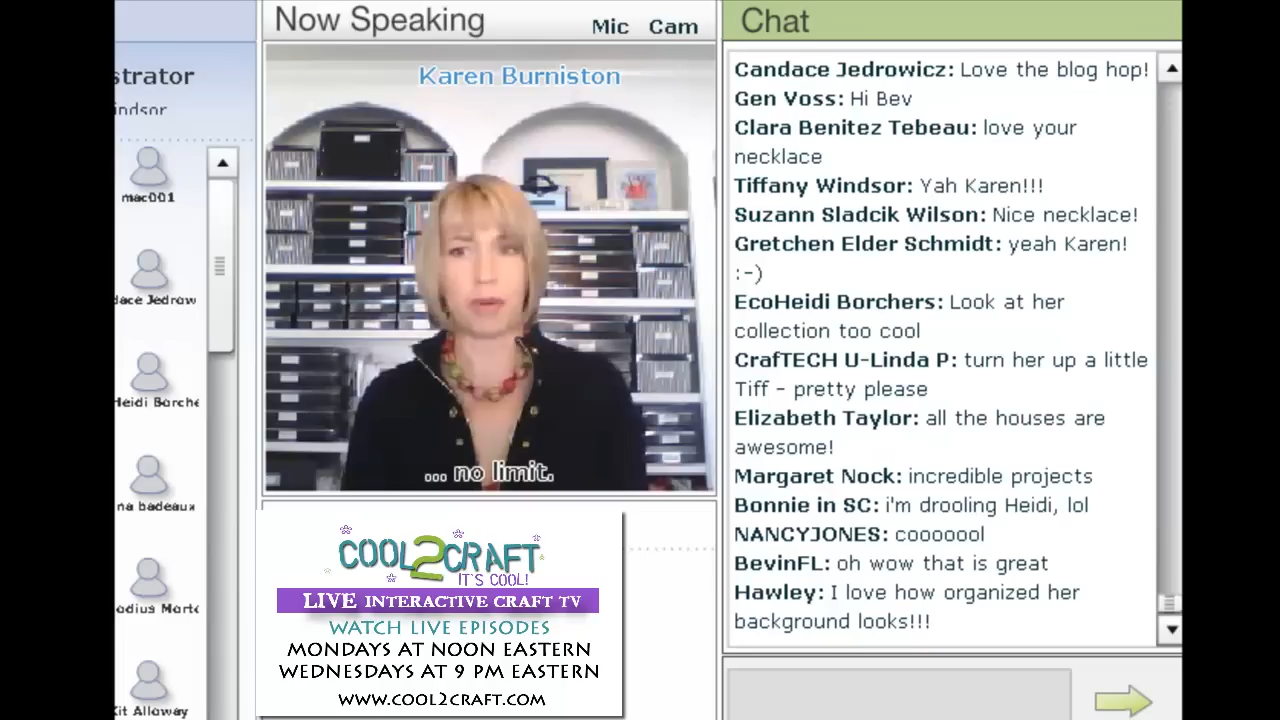 strator
indsor
mac001
dace Jedrow
Heidi Borche
na badeaux
adius Marte
Kit Allaway
Now Speaking
Mic Cam
Karen Burniston
... no limit.
COOL2CRAFT
IT'S COOL!
LIVE INTERACTIVE CRAFT TV
WATCH LIVE EPISODES
MONDAYS AT NOON EASTERN
WEDNESDAYS AT 9 PM EASTERN
WWW.COOL2CRAFT.COM
Chat
Candace Jedrowicz: Love the blog hop!
Gen Voss: Hi Bev
Clara Benitez Tebeau: love your
necklace
Tiffany Windsor: Yah Karen!!!
Suzann Sladcik Wilson: Nice necklace!
Gretchen Elder Schmidt: yeah Karen!
:-)
EcoHeidi Borchers: Look at her
collection too cool
CrafTECH U-Linda P: turn her up a little
Tiff - pretty please
Elizabeth Taylor: all the houses are
awesome!
Margaret Nock: incredible projects
Bonnie in SC: i'm drooling Heidi, lol
NANCYJONES: cooooool
BevinFL: oh wow that is great
Hawley: I love how organized her
background looks!!!